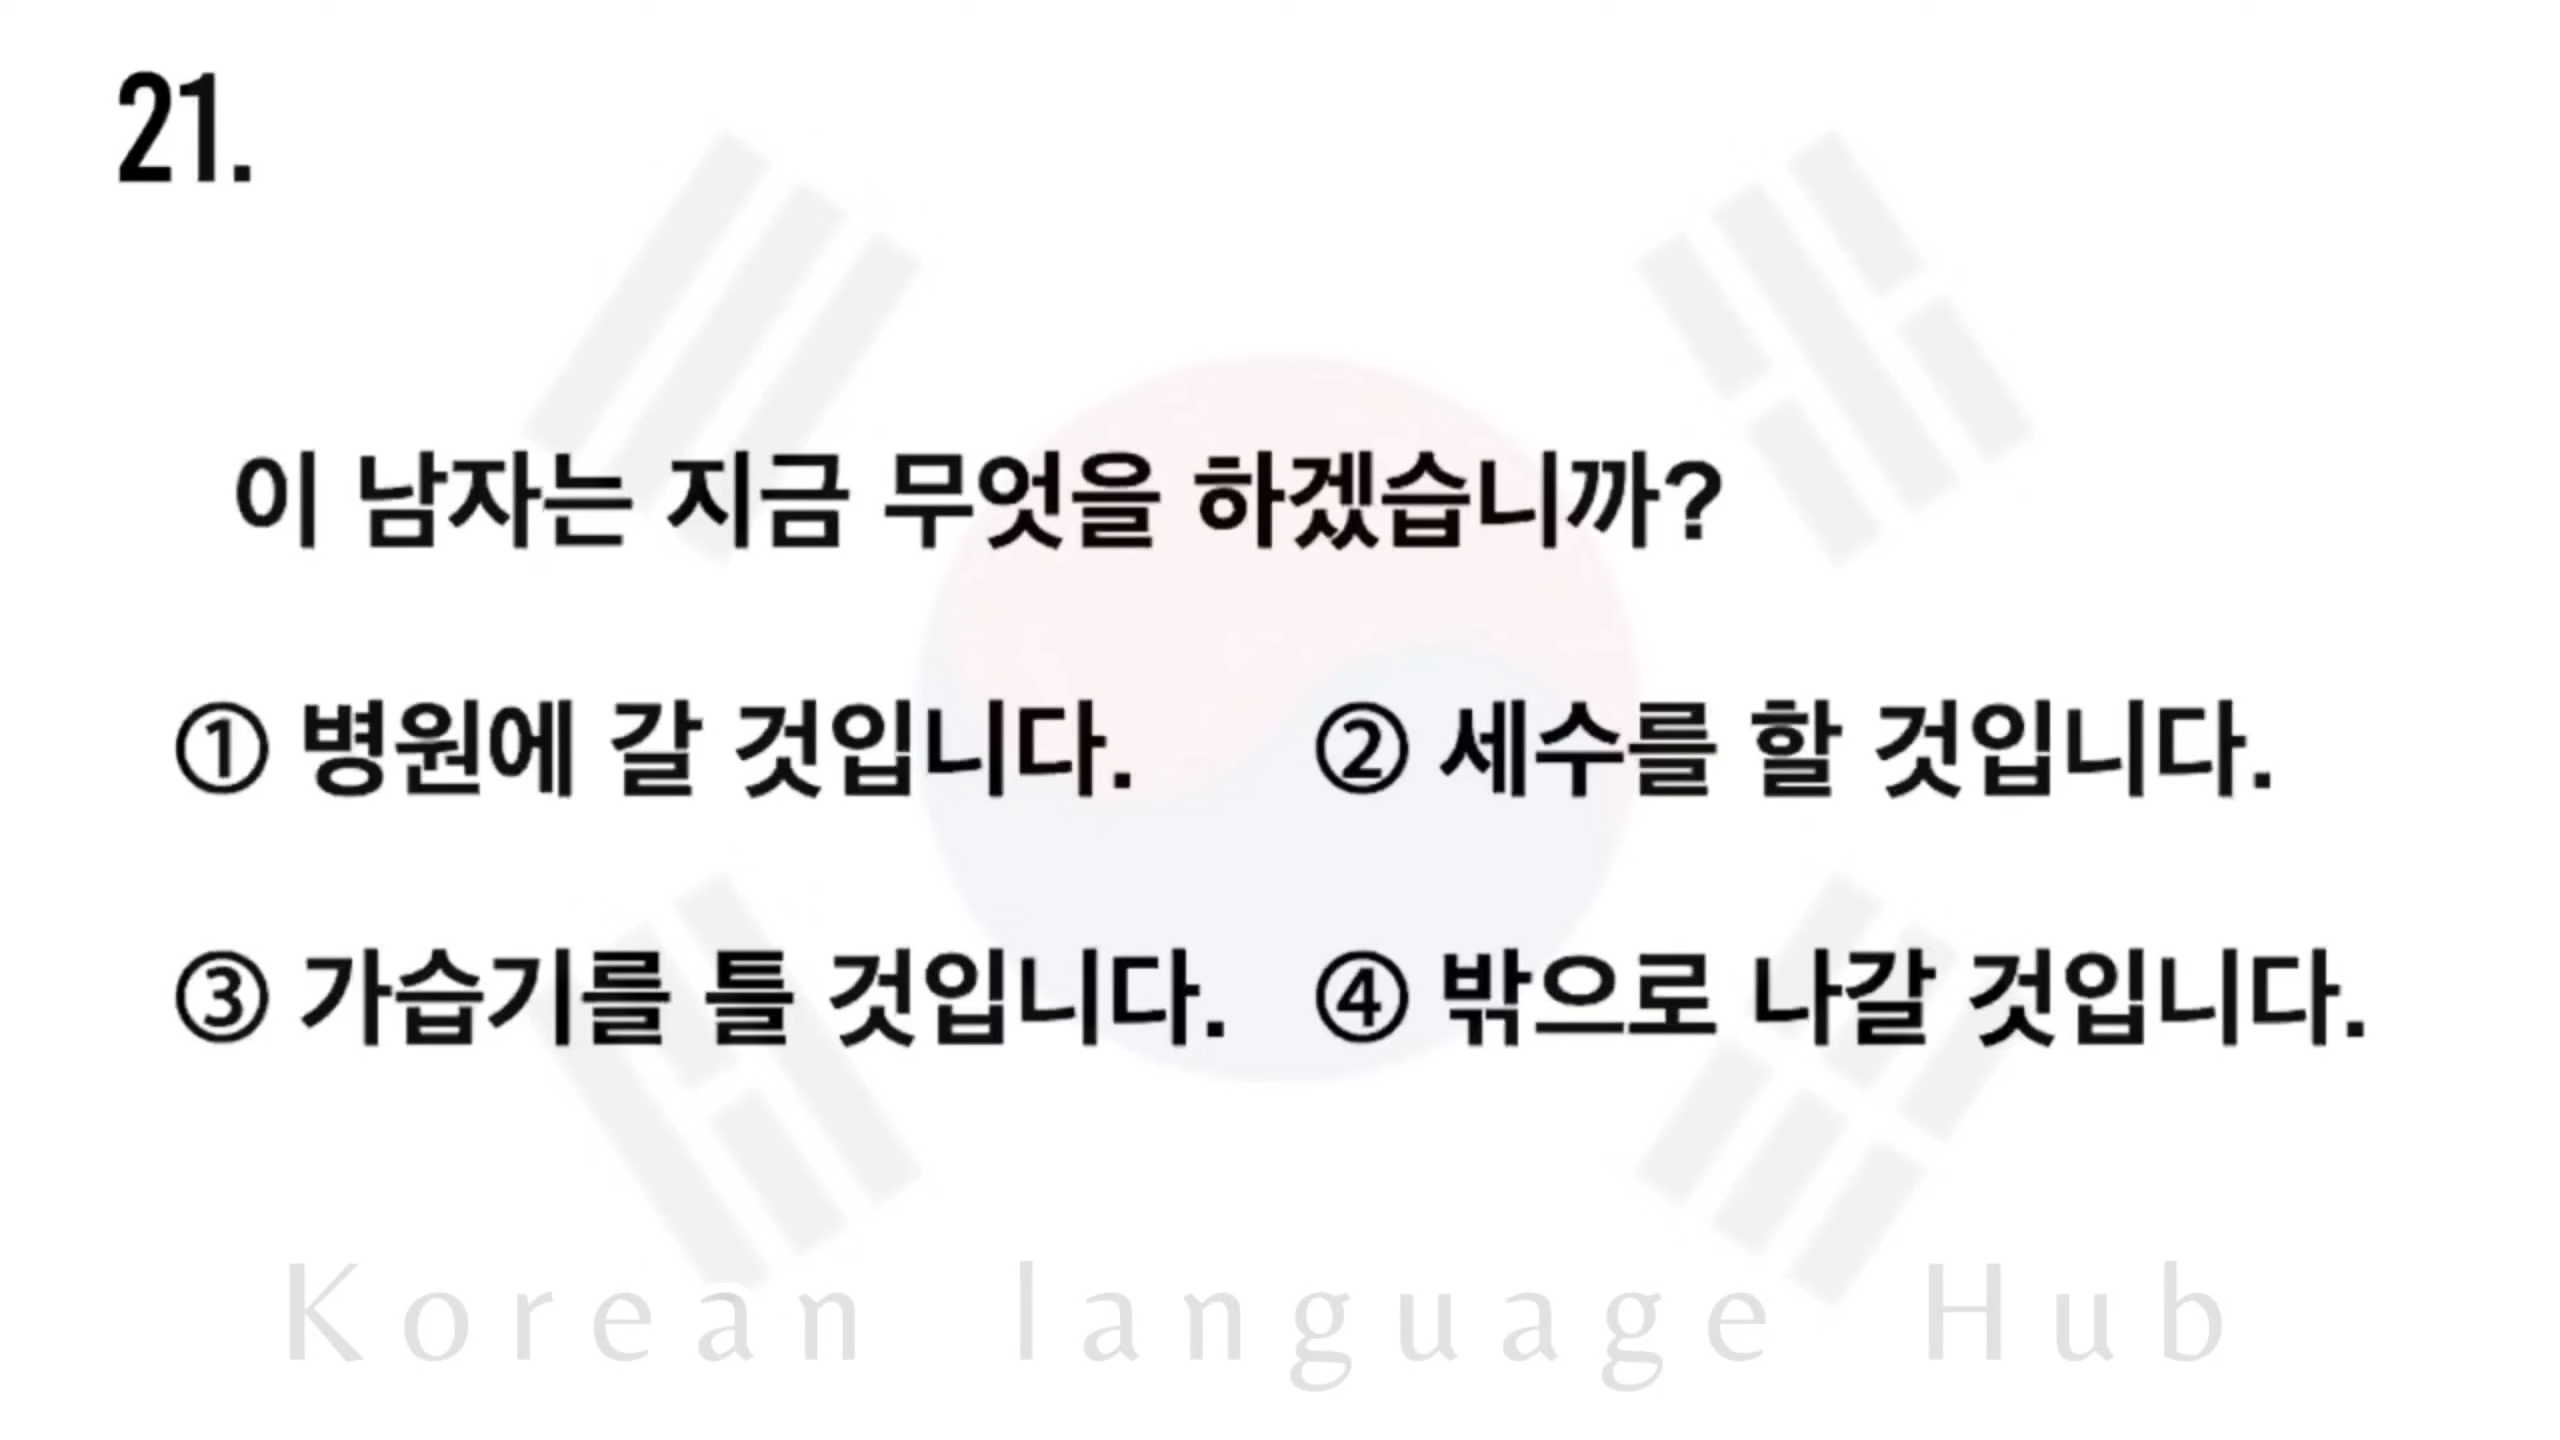 21.
이 남자는 지금 무엇을 하겠습니까?
① 병원에 갈 것입니다. ② 세수를 할 것입니다.
③ 가습기를 틀 것입니다. ④ 밖으로 나갈 것입니다.
Korean language Hub